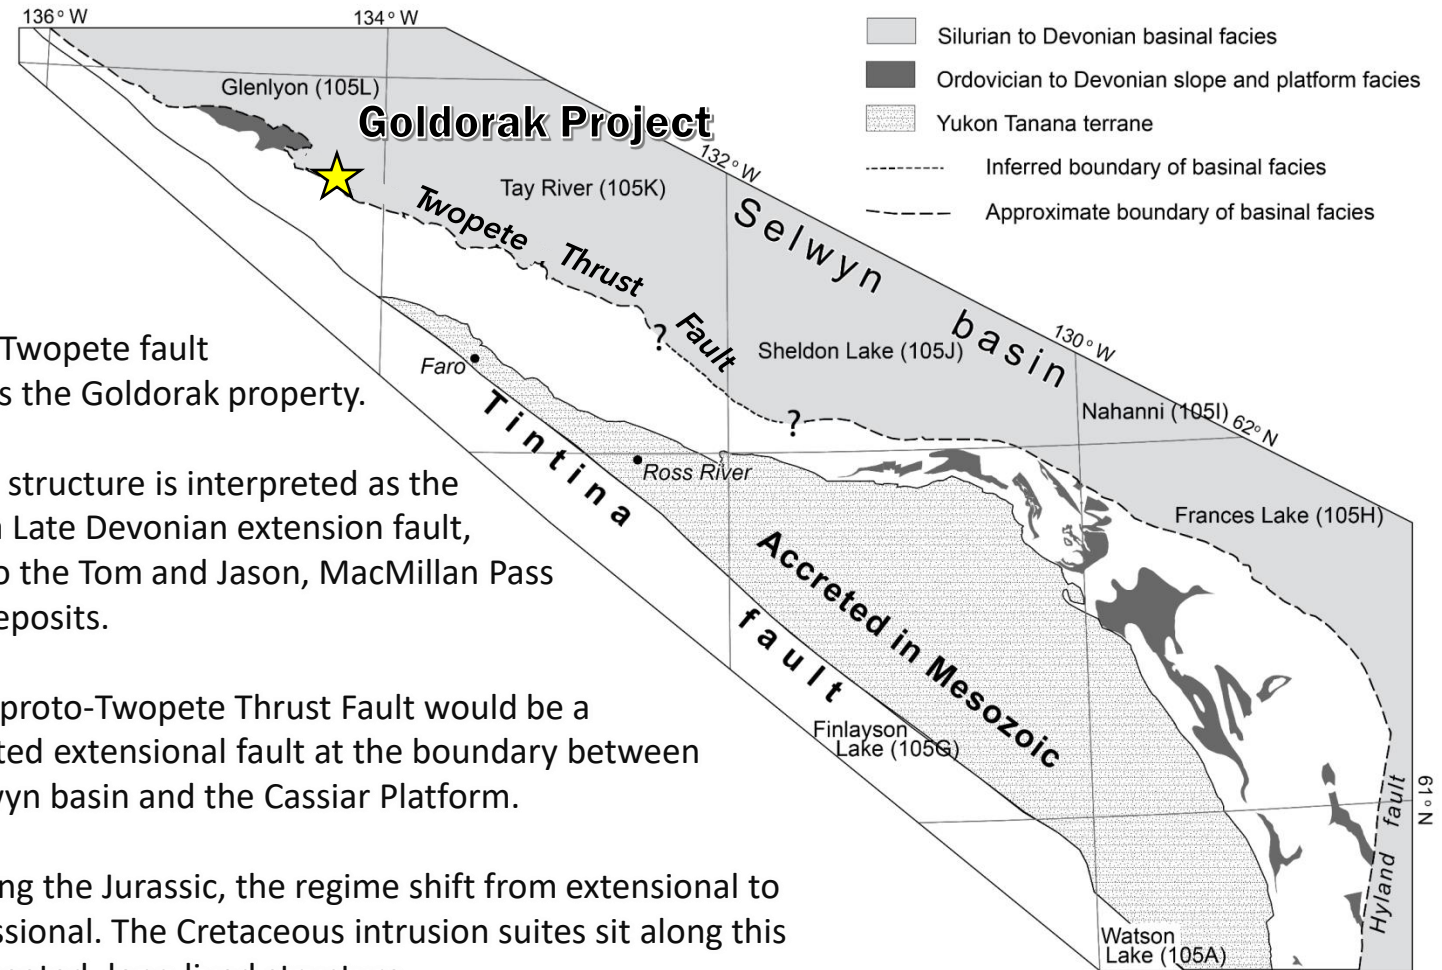 136° W
134° W
Glenlyon (105L)
Goldorak Project
132° W
Tay River (105K)
Twopete Thrust Fault
?
?
Selwyn basin
Sheldon Lake (105J)
130° W
Nahanni (105I)
62° N
Faro
Ross River
Tintina fault
Accreted in Mesozoic
Frances Lake (105H)
Finlayson
Lake (105G)
61° N
Hyland fault
Watson
Lake (105A)
Silurian to Devonian basinal facies
Ordovician to Devonian slope and platform facies
Yukon Tanana terrane
Inferred boundary of basinal facies
Approximate boundary of basinal facies
Twopete fault
s the Goldorak property.
structure is interpreted as the
Late Devonian extension fault,
o the Tom and Jason, MacMillan Pass
eposits.
proto-Twopete Thrust Fault would be a
ted extensional fault at the boundary between
yn basin and the Cassiar Platform.
ng the Jurassic, the regime shift from extensional to
ssional. The Cretaceous intrusion suites sit along this